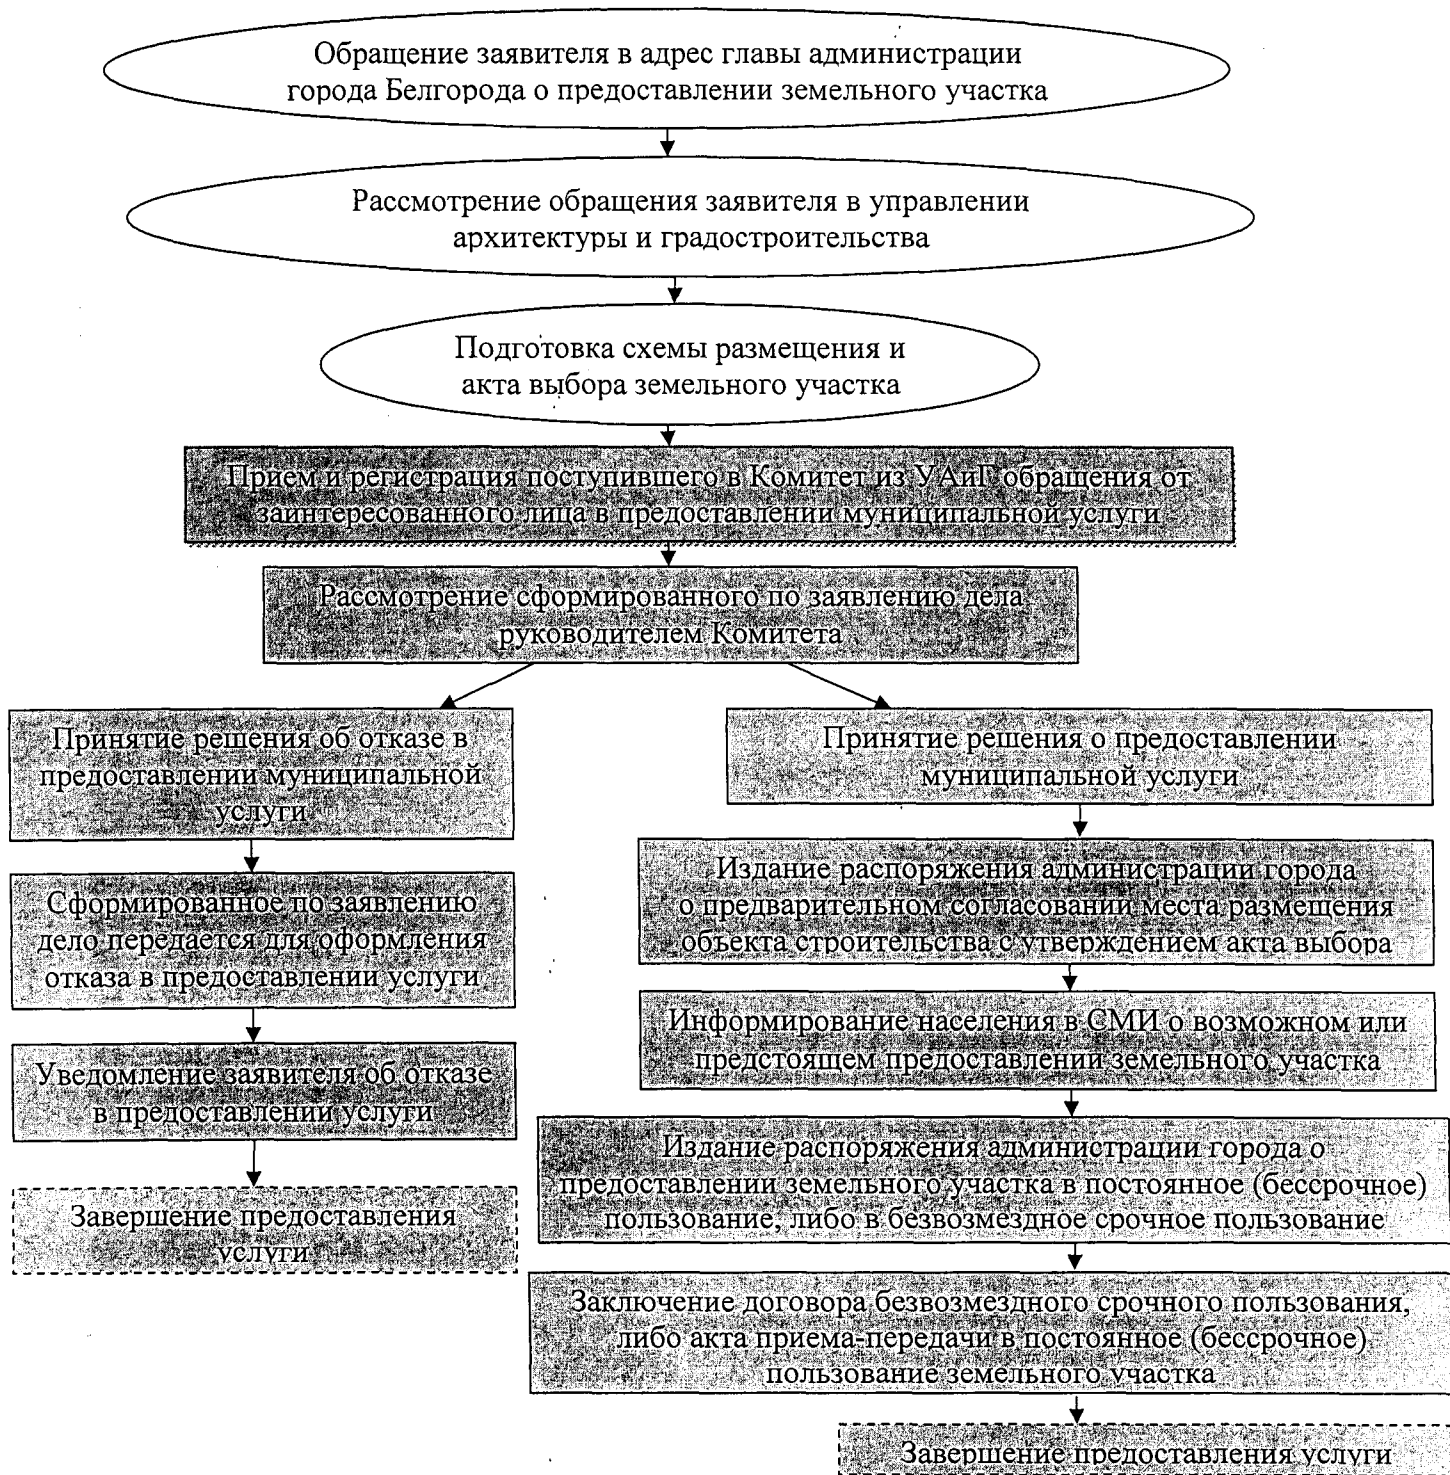 Обращение заявителя в адрес главы администрации
города Белгорода о предоставлении земельного участка
Рассмотрение обращения заявителя в управлении
архитектуры и градостроительства
Подготовка схемы размещения и
акта выбора земельного участка
Прием и регистрация поступившего в Комитет из УАиГ обращения от
заинтересованного лица в предоставлении муниципальной услуги
Рассмотрение сформированного по заявлению дела
руководителем Комитета
Принятие решения об отказе в
предоставлении муниципальной
услуги
Сформированное по заявлению
дело передается для оформления
отказа в предоставлении услуги
Уведомление заявителя об отказе
в предоставлении услуги
Завершение предоставления
услуги
Принятие решения о предоставлении
муниципальной услуги
Издание распоряжения администрации города
о предварительном согласовании места размещения
объекта строительства с утверждением акта выбора
Информирование населения в СМИ о возможном или
предстоящем предоставлении земельного участка
Издание распоряжения администрации города о
предоставлении земельного участка в постоянное (бессрочное)
пользование, либо в безвозмездное срочное пользование
Заключение договора безвозмездного срочного пользования,
либо акта приема-передачи в постоянное (бессрочное)
пользование земельного участка
Завершение предоставления услуги